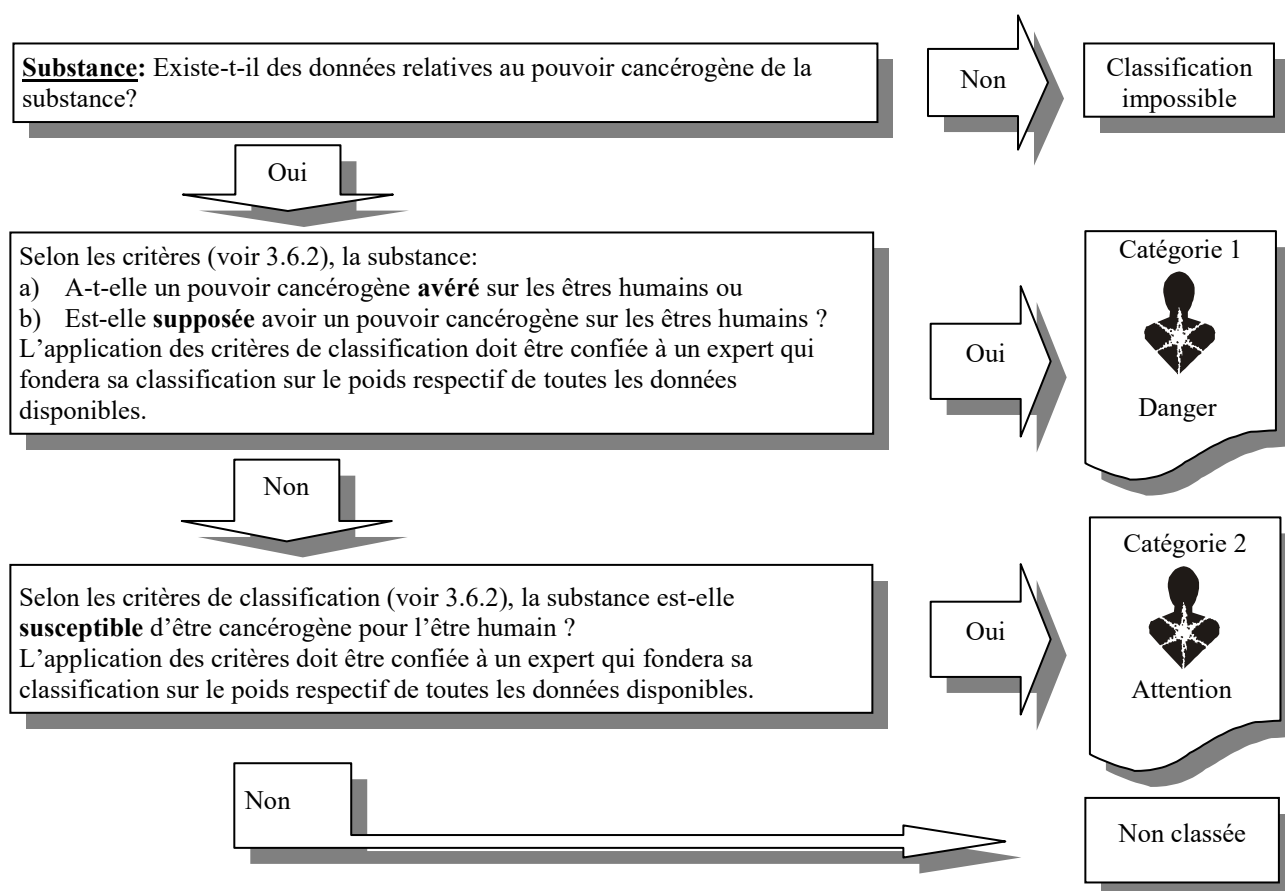 Substance: Existe-t-il des données relatives au pouvoir cancérogène de la
substance?
Non
Classification
impossible
Oui
Selon les critères (voir 3.6.2), la substance:
a) A-t-elle un pouvoir cancérogène avéré sur les êtres humains ou
b) Est-elle supposée avoir un pouvoir cancérogène sur les êtres humains ?
L’application des critères de classification doit être confiée à un expert qui
fondera sa classification sur le poids respectif de toutes les données
disponibles.
Oui
Catégorie 1
Danger
Non
Selon les critères de classification (voir 3.6.2), la substance est-elle
susceptible d’être cancérogène pour l’être humain ?
L’application des critères doit être confiée à un expert qui fondera sa
classification sur le poids respectif de toutes les données disponibles.
Oui
Catégorie 2
Attention
Non
Non classée